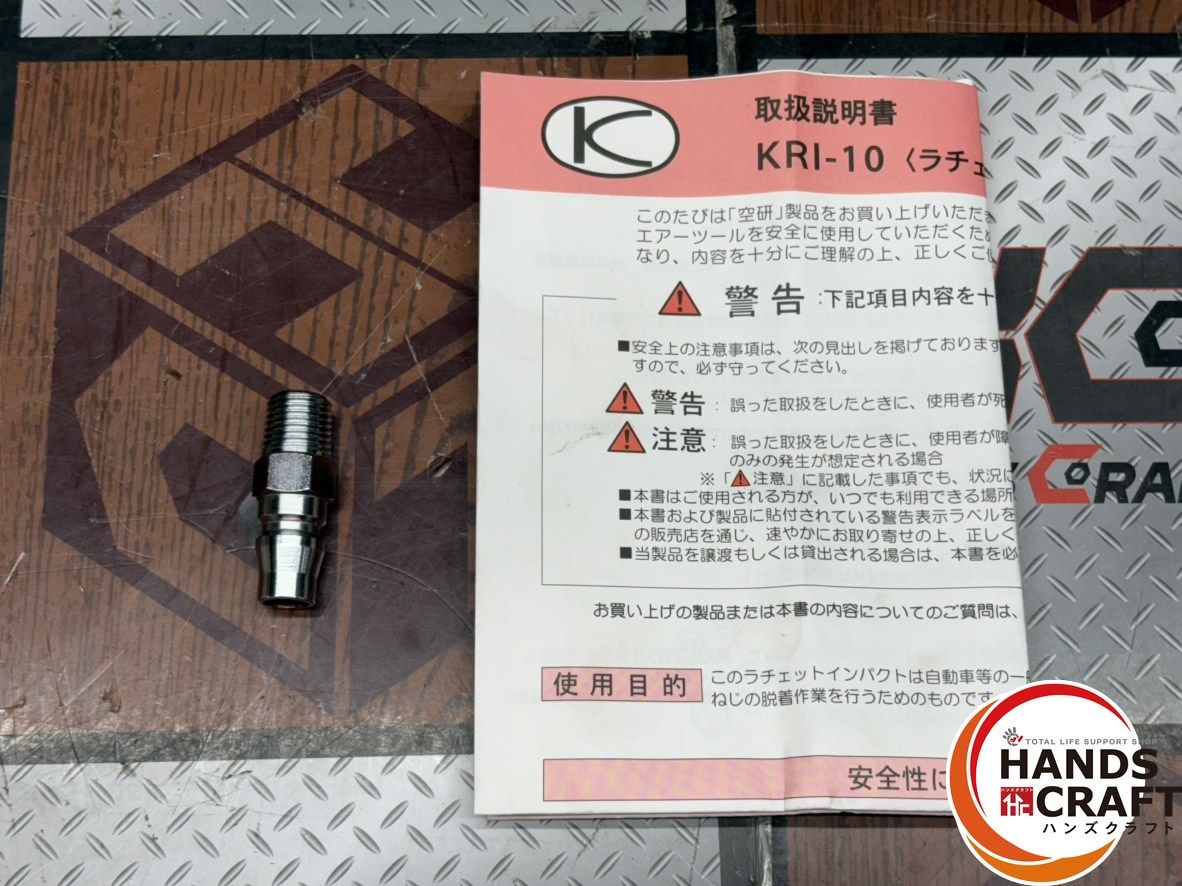 K
取扱説明書
KRI-10〈ラチェ
このたびは「空研」製品をお買い上げいただき
エアーツールを安全に使用していただくため
なり、内容を十分にご理解の上、正しくご使
警告:下記項目内容を十
■安全上の注意事項は、次の見出しを掲げております
すので、必ず守ってください。
警告:誤った取扱をしたときに、使用者が死
注意:誤った取扱をしたときに、使用者が障
のみの発生が想定される場合
※「注意」に記載した事項でも、状況に
■本書はご使用される方が、いつでも利用できる場所
■本書および製品に貼付されている警告表示ラベルを
の販売店を通じ、速やかにお取り寄せの上、正しく
■当製品を譲渡もしくは貸出される場合は、本書を必
お買い上げの製品または本書の内容についてのご質問は、
使用目的
このラチェットインパクトは自動車等の一般
ねじの脱着作業を行うためのものです
安全性に
CRA
TOTAL LIFE SUPPORT SHOP
HANDS
ハンズクラフト
CRAFT
ハンズクラフト